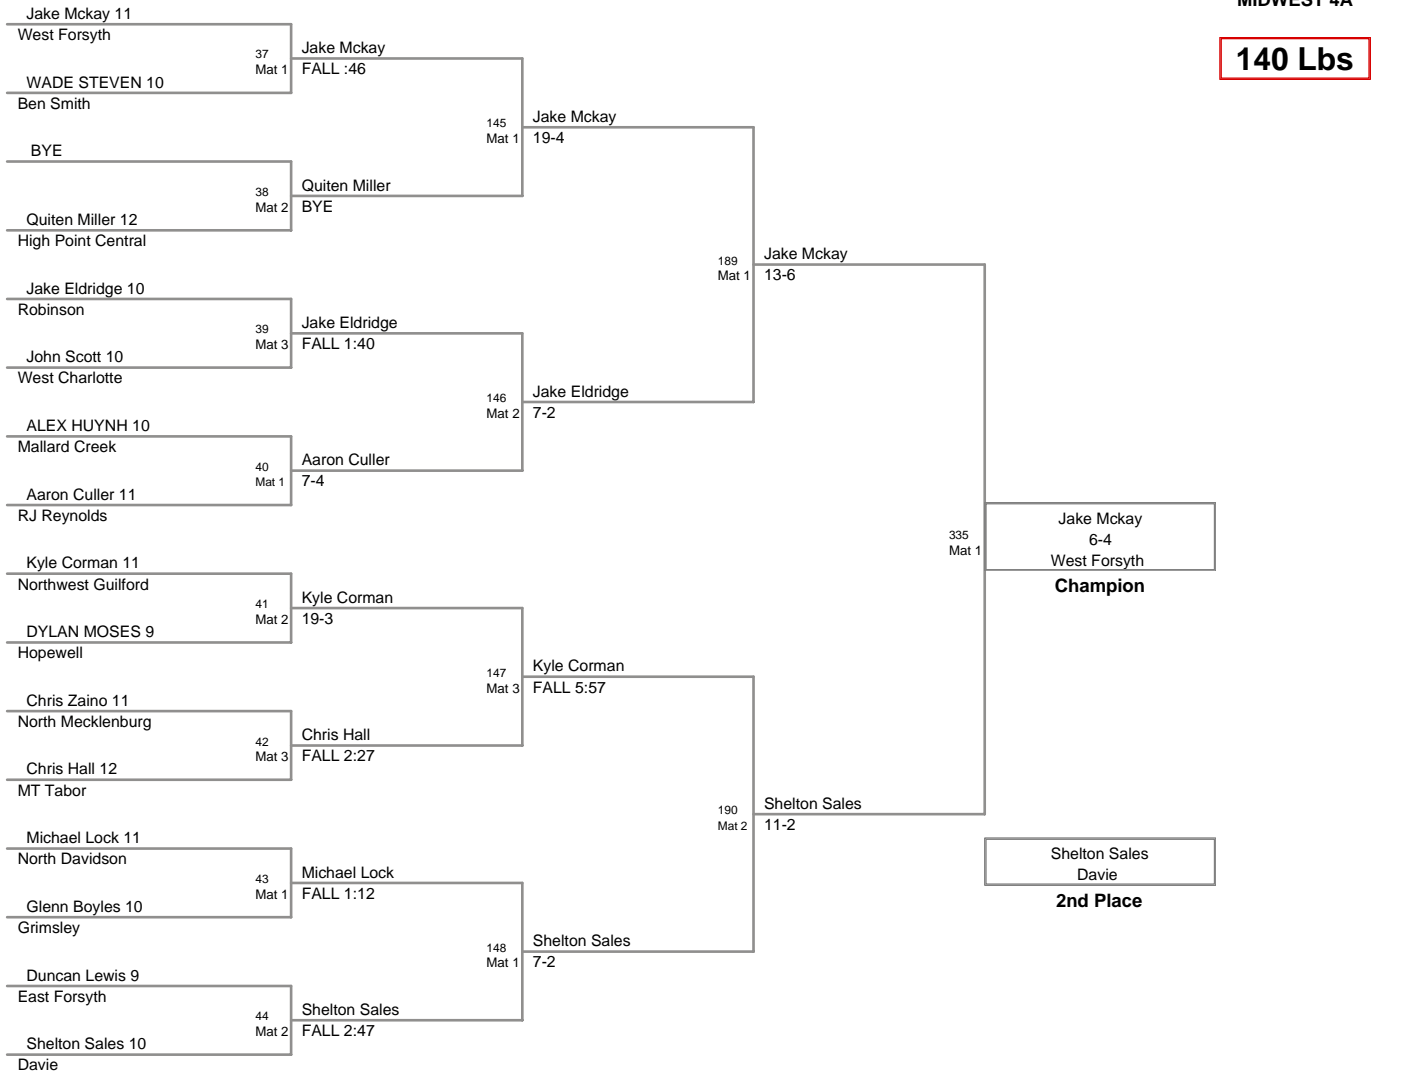 MIDWEST 4A
140 Lbs
Jake Mckay 11
West Forsyth
37
Mat 1
WADE STEVEN 10
Ben Smith
Jake Mckay
FALL :46
BYE
38
Mat 2
Quiten Miller 12
High Point Central
Quiten Miller
BYE
145
Mat 1
Jake Mckay
19-4
Jake Eldridge 10
Robinson
39
Mat 3
John Scott 10
West Charlotte
Jake Eldridge
FALL 1:40
ALEX HUYNH 10
Mallard Creek
40
Mat 1
Aaron Culler 11
RJ Reynolds
Aaron Culler
7-4
146
Mat 2
Jake Eldridge
7-2
189
Mat 1
Jake Mckay
13-6
Kyle Corman 11
Northwest Guilford
41
Mat 2
DYLAN MOSES 9
Hopewell
Kyle Corman
19-3
Chris Zaino 11
North Mecklenburg
42
Mat 3
Chris Hall 12
MT Tabor
Chris Hall
FALL 2:27
147
Mat 3
Kyle Corman
FALL 5:57
Michael Lock 11
North Davidson
43
Mat 1
Glenn Boyles 10
Grimsley
Michael Lock
FALL 1:12
Duncan Lewis 9
East Forsyth
44
Mat 2
Shelton Sales 10
Davie
Shelton Sales
FALL 2:47
148
Mat 1
Shelton Sales
7-2
190
Mat 2
Shelton Sales
11-2
335
Mat 1
Jake Mckay
6-4
West Forsyth
Champion
Shelton Sales
Davie
2nd Place